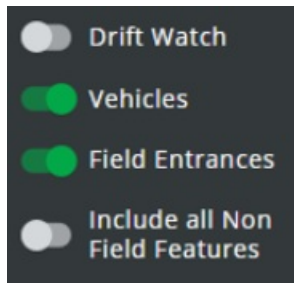 Drift Watch
Vehicles
Field Entrances
Include all Non
Field Features